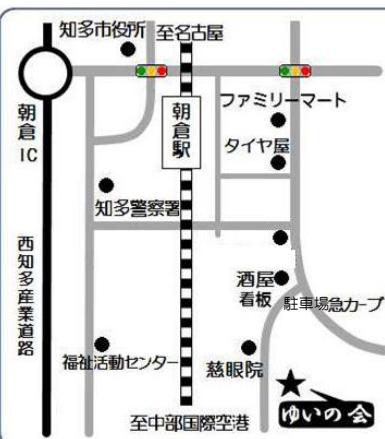 知多市役所
至名古屋
朝倉IC
朝倉駅
ファミリーマート
タイヤ屋
知多警察署
西知多産業道路
酒屋
看板
駐車場急カーブ
福祉活動センター
慈眼院
ゆいの会
至中部国際空港